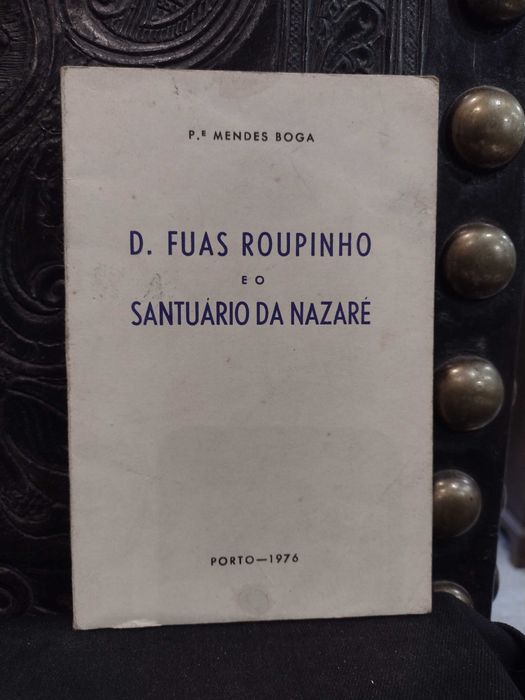 P.E MENDES BOGA
D. FUAS ROUPINHO
E O
SANTUÁRIO DA NAZARÉ
PORTO—1976